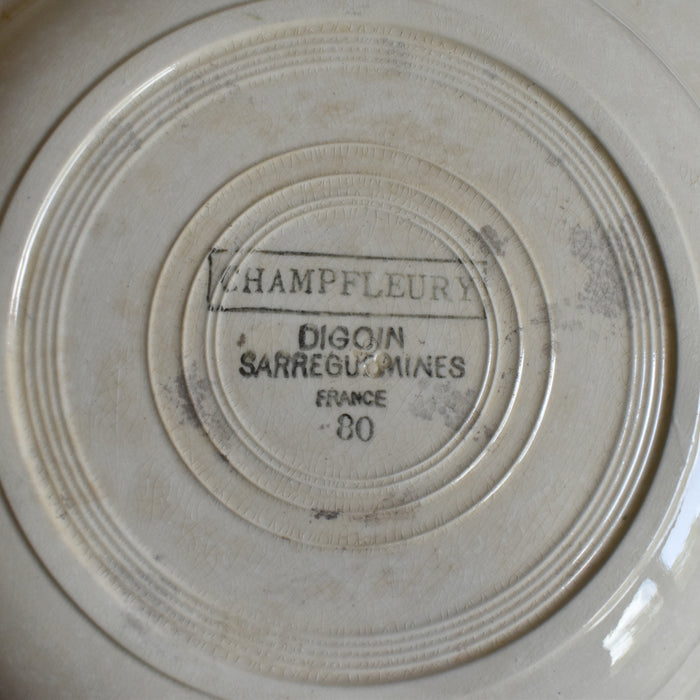 CHAMPFLEURY
DIGOIN
SARREGUEMINES
FRANCE
80